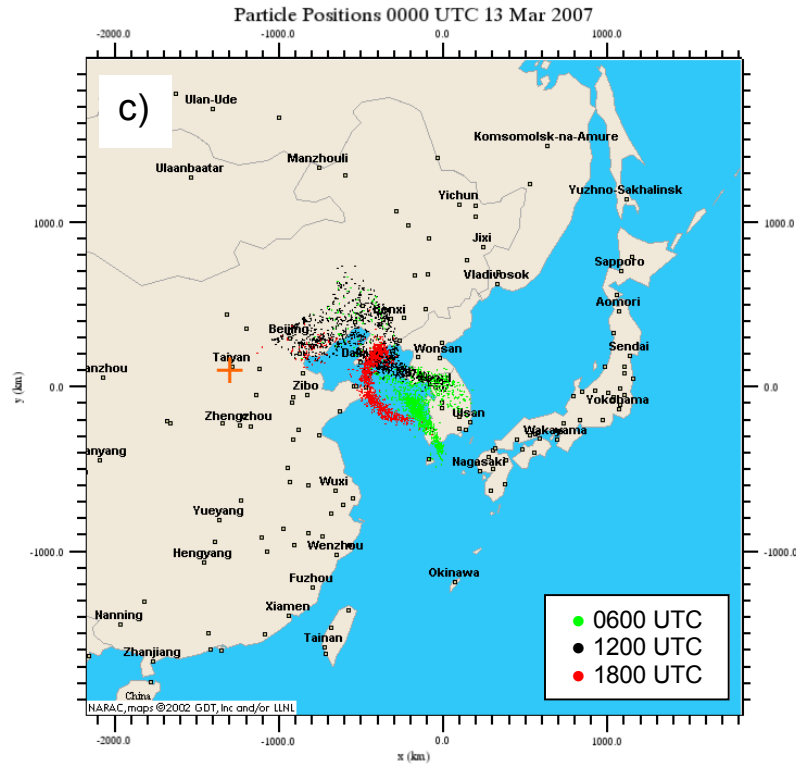 Particle Positions 0000 UTC 13 Mar 2007
-2000.0 -1000.0 0.0 1000.0
c)
Ulan-Ude
Komsomolsk-na-Amure
Manzhouli
Ulaanbaatar
Yichun
Yuzhno-Sakhalinsk
1000.0 1000.0
Jixi
Sapporo
Vladivosok
Aomori
Beijing
Wonsan
Sendai
Taiyan
anzhou
0.0 0.0
Zibo
Yokohama
Zhengzhou
Ulsan
Wakayama
anyang
Nagasaki
Wuxi
Yueyang
-1000.0 -1000.0
Hengyang
Wenzhou
Okinawa
Fuzhou
Xiamen
Nanning
Tainan
Zhanjiang
China
0600 UTC
1200 UTC
1800 UTC
NARAC, maps ©2002 GDT, Inc and/or LLNL
-2000.0 -1000.0 0.0 1000.0
x (km)
y (km)